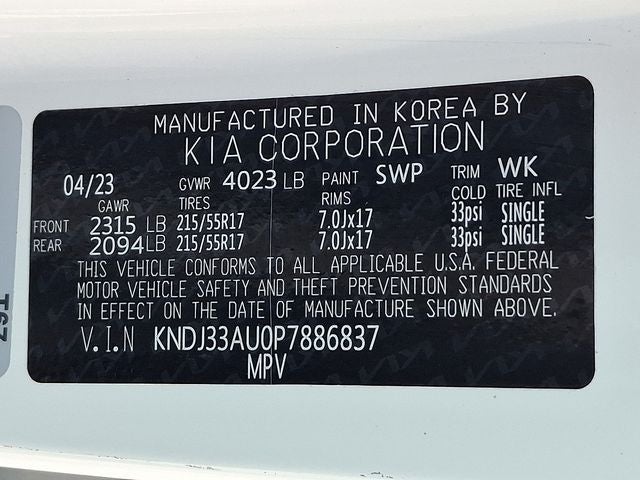 MANUFACTURED IN KOREA BY
KIA CORPORATION
04/23 GVWR 4023 LB PAINT SWP TRIM WK
GAWR TIRES RIMS COLD TIRE INFL
FRONT 2315 LB 215/55R17 7.0Jx17 33psi SINGLE
REAR 2094 LB 215/55R17 7.0Jx17 33psi SINGLE
THIS VEHICLE CONFORMS TO ALL APPLICABLE U.S.A. FEDERAL
MOTOR VEHICLE SAFETY AND THEFT PREVENTION STANDARDS
IN EFFECT ON THE DATE OF MANUFACTURE SHOWN ABOVE.
V.I.N KNDJ33AU0P7886837
MPV